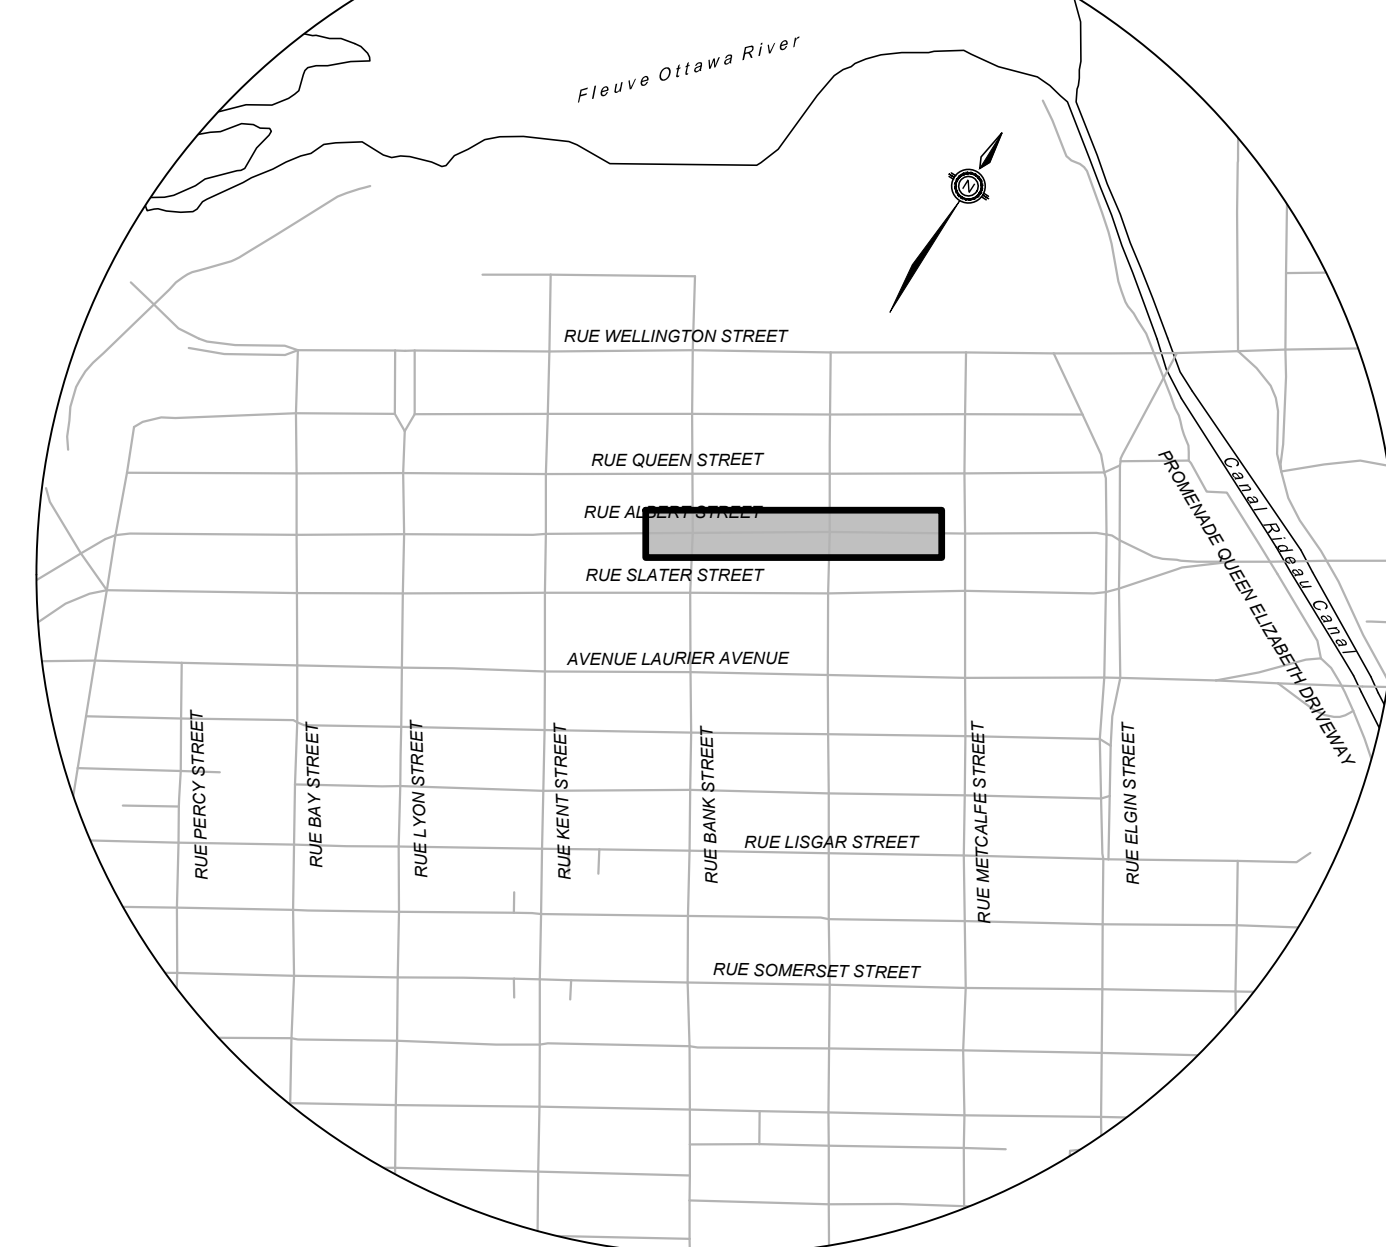 Fleuve Ottawa River
N
RUE WELLINGTON STREET
RUE QUEEN STREET
RUE ALBERT STREET
RUE SLATER STREET
AVENUE LAURIER AVENUE
PROMENADE QUEEN ELIZABETH DRIVEWAY
Canal Rideau Canal
RUE PERCY STREET
RUE BAY STREET
RUE LYON STREET
RUE KENT STREET
RUE BANK STREET
RUE METCALFE STREET
RUE ELGIN STREET
RUE LISGAR STREET
RUE SOMERSET STREET